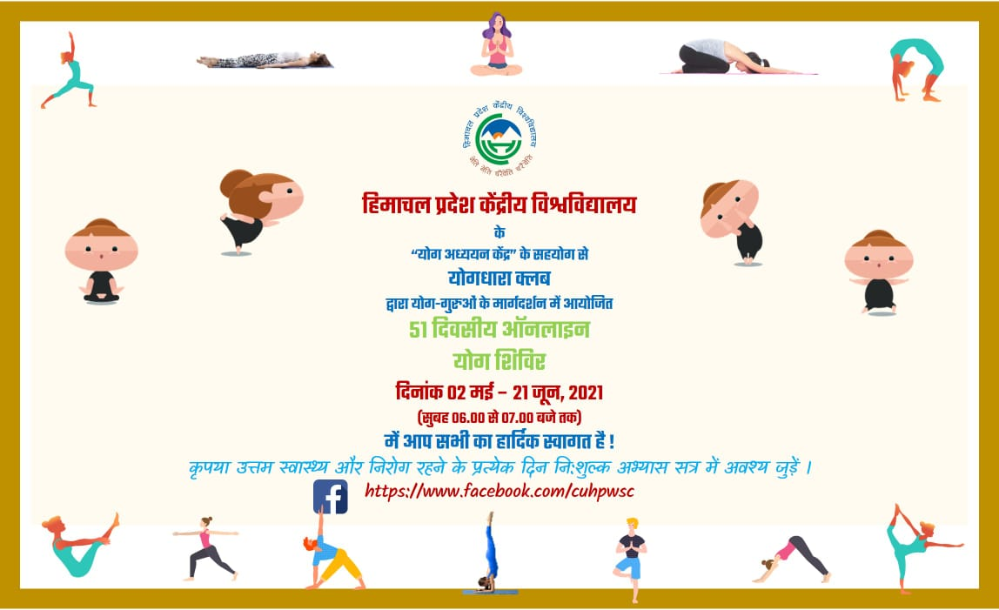 हिमाचल प्रदेश केंद्रीय विश्वविद्यालय
नेति नेति चरैवेति चरैवेति
हिमाचल प्रदेश केंद्रीय विश्वविद्यालय
के
“योग अध्ययन केंद्र” के सहयोग से
योगधारा क्लब
द्वारा योग-गुरुओं के मार्गदर्शन में आयोजित
51 दिवसीय ऑनलाइन
योग शिविर
दिनांक 02 मई – 21 जून, 2021
(सुबह 06.00 से 07.00 बजे तक)
में आप सभी का हार्दिक स्वागत है !
कृपया उत्तम स्वास्थ्य और निरोग रहने के प्रत्येक दिन नि:शुल्क अभ्यास सत्र में अवश्य जुड़ें ।
https://www.facebook.com/cuhpwsc